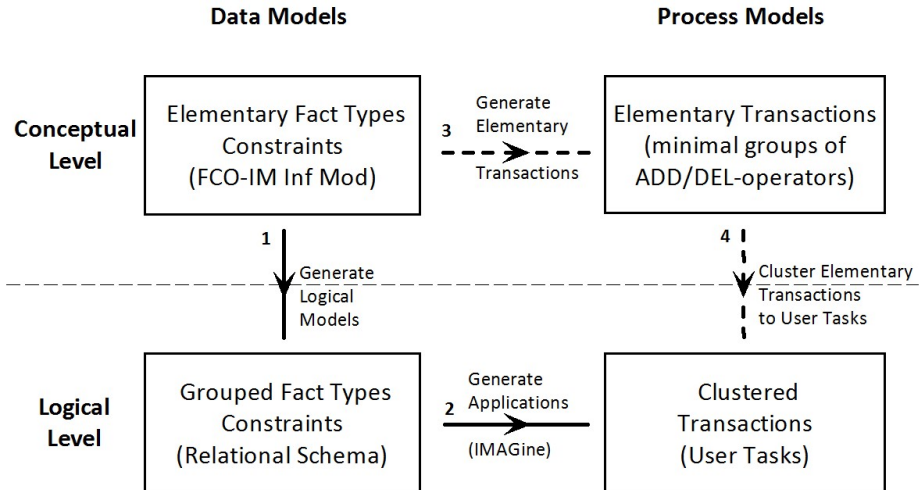 Data Models
Process Models
Conceptual
Level
Elementary Fact Types
Constraints
(FCO-IM Inf Mod)
3
Generate
Elementary
Transactions
Elementary Transactions
(minimal groups of
ADD/DEL-operators)
1
Generate
Logical
Models
4
Cluster Elementary
Transactions
to User Tasks
Logical
Level
Grouped Fact Types
Constraints
(Relational Schema)
2
Generate
Applications
(IMAGine)
Clustered
Transactions
(User Tasks)